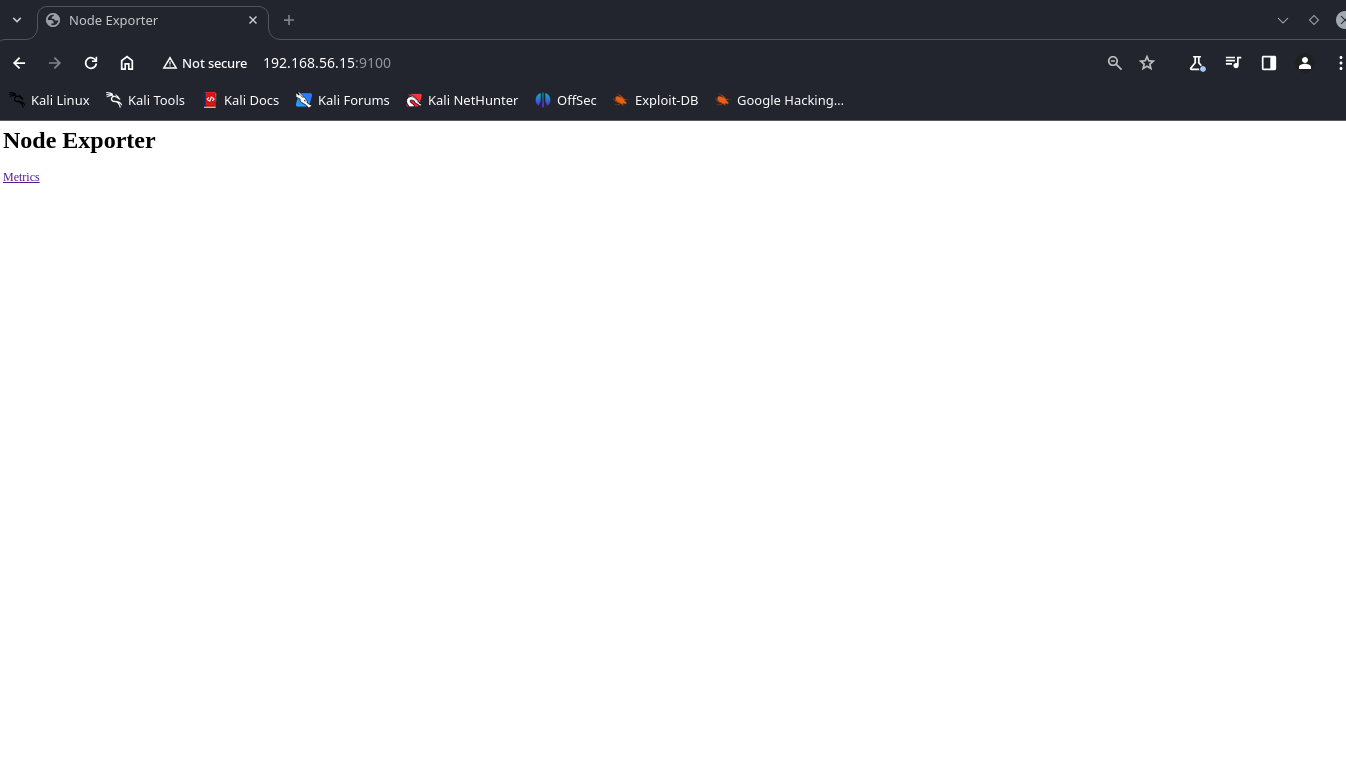 Node Exporter
Not secure 192.168.56.15:9100
Kali Linux Kali Tools Kali Docs Kali Forums Kali NetHunter OffSec Exploit-DB Google Hacking...
Node Exporter
Metrics